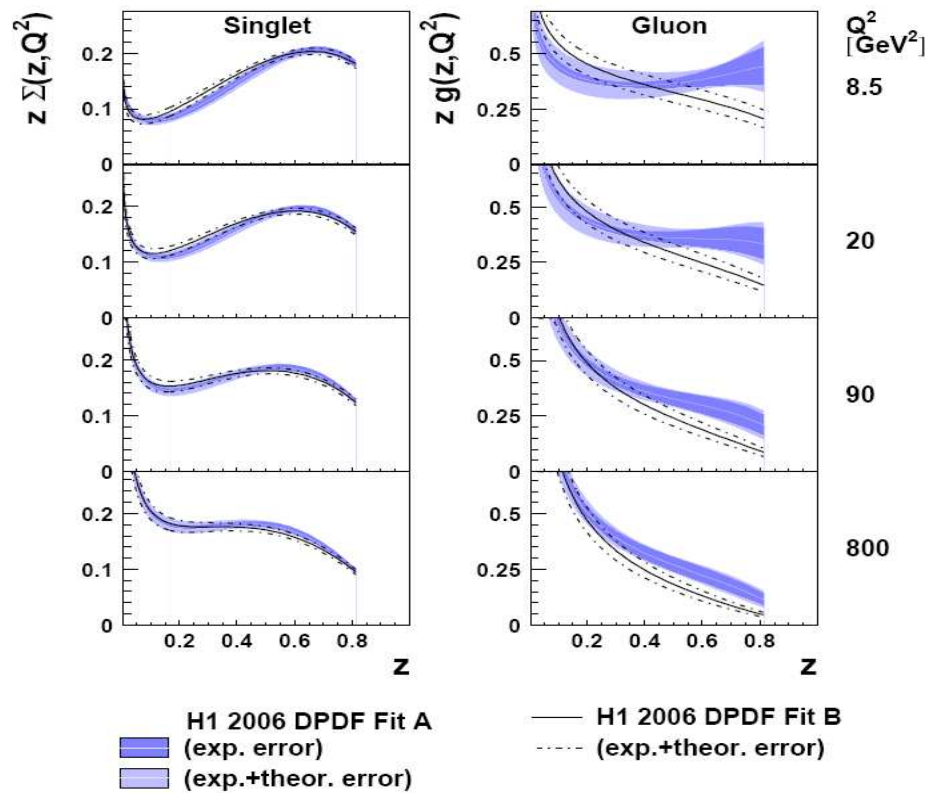 Singlet
Gluon
Q² [GeV²]
z Σ(z,Q²)
z g(z,Q²)
0.2
0.1
0
0.5
0.25
0
8.5
0.2
0.1
0
0.5
0.25
0
20
0.2
0.1
0
0.5
0.25
0
90
0.2
0.1
0
0.5
0.25
0
800
0.2 0.4 0.6 0.8
z
0.2 0.4 0.6 0.8
z
H1 2006 DPDF Fit A
(exp. error)
(exp.+theor. error)
H1 2006 DPDF Fit B
(exp.+theor. error)